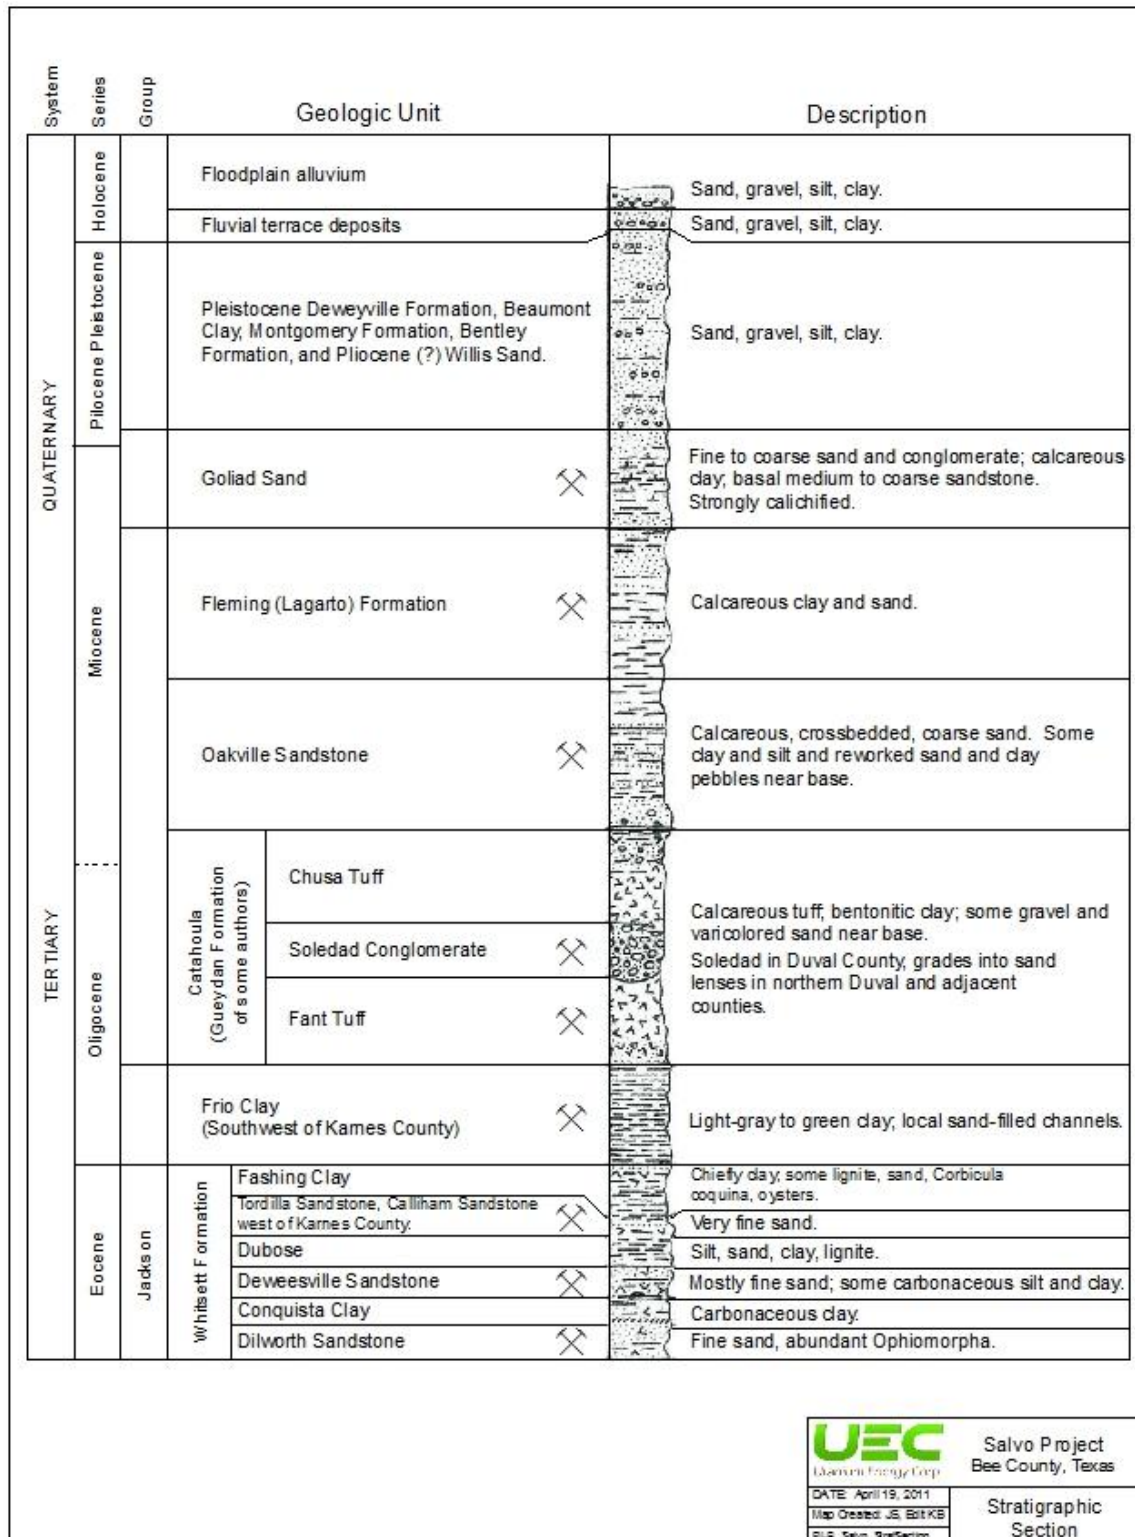 System
Series
Group
Geologic Unit
Description
QUATERNARY
TERTIARY
Holocene
Pilocene Pleistocene
Miocene
Oligocene
Eocene
Jackson
Floodplain alluvium
Sand, gravel, silt, clay.
Fluvial terrace deposits
Sand, gravel, silt, clay.
Pleistocene Deweyville Formation, Beaumont
Clay, Montgomery Formation, Bentley
Formation, and Pliocene (?) Willis Sand.
Sand, gravel, silt, clay.
Goliad Sand
Fine to coarse sand and conglomerate; calcareous
clay; basal medium to coarse sandstone.
Strongly calichified.
Fleming (Lagarto) Formation
Calcareous clay and sand.
Oakville Sandstone
Calcareous, crossbedded, coarse sand. Some
clay and silt and reworked sand and clay
pebbles near base.
Catahoula
(Gueydan Formation
of some authors)
Chusa Tuff
Soledad Conglomerate
Fant Tuff
Calcareous tuff; bentonitic clay; some gravel and
varicolored sand near base.
Soledad in Duval County, grades into sand
lenses in northern Duval and adjacent
counties.
Frio Clay
(Southwest of Karnes County)
Light-gray to green clay; local sand-filled channels.
Whitsett Formation
Fashing Clay
Chiefly clay; some lignite, sand, Corbicula
coquina, oysters.
Tordilla Sandstone, Calliham Sandstone
west of Karnes County.
Very fine sand.
Dubose
Silt, sand, clay, lignite.
Deweesville Sandstone
Mostly fine sand; some carbonaceous silt and clay.
Conquista Clay
Carbonaceous clay.
Dilworth Sandstone
Fine sand, abundant Ophiomorpha.
UEC
Uranium Energy Corp
Salvo Project
Bee County, Texas
DATE: April 19, 2011
Map Created: JS, Edit KB
Stratigraphic
Section